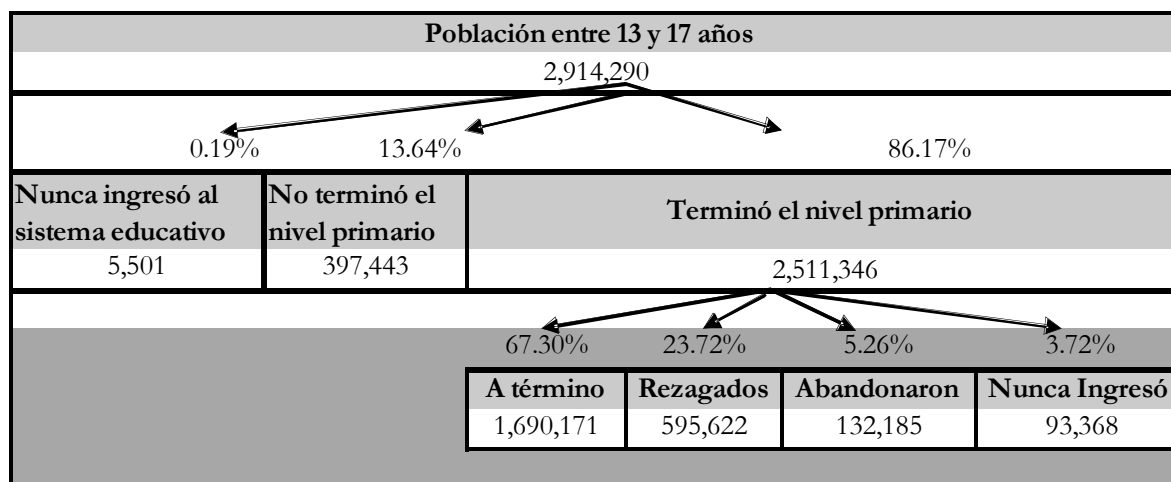 Población entre 13 y 17 años
2,914,290
0.19% 13.64% 86.17%
Nunca ingresó al
sistema educativo
No terminó el
nivel primario
Terminó el nivel primario
5,501 397,443 2,511,346
67.30% 23.72% 5.26% 3.72%
A término Rezagados Abandonaron Nunca Ingresó
1,690,171 595,622 132,185 93,368